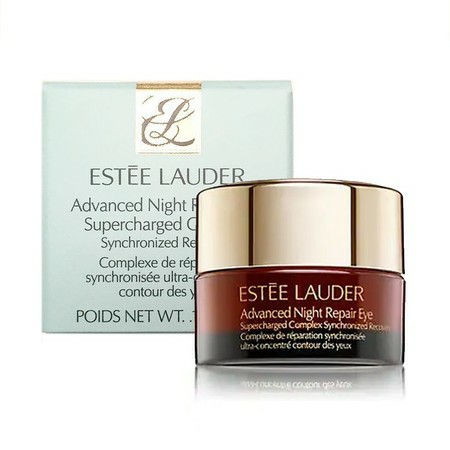 ESTĒE LAUDER
Advanced Night R
Supercharged C
Synchronized Re
Complexe de rép
synchronisée ultra-
contour des ye
POIDS NET WT.
ESTĒE LAUDER
Advanced Night Repair Eye
Supercharged Complex Synchronized Recovery
Complexe de réparation synchronisée
ultra-concentré contour des yeux